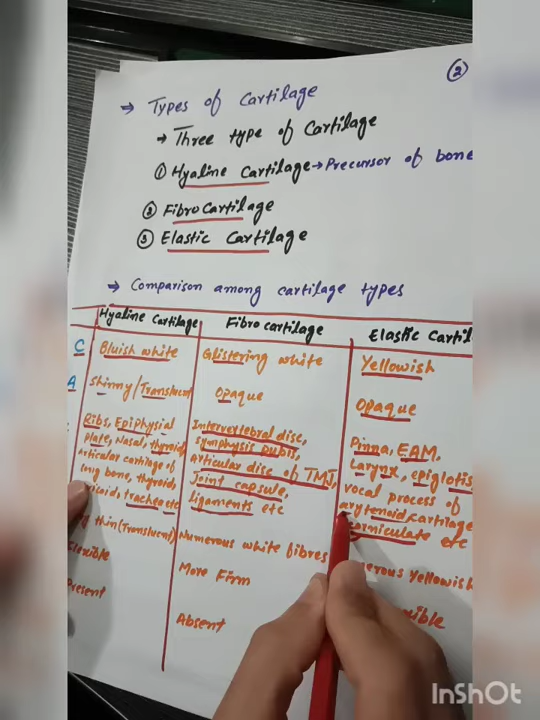 ②
→ Types of Cartilage
→ Three type of Cartilage
① Hyaline Cartilage → Precursor of bone
② Fibro Cartilage
③ Elastic Cartilage
→ Comparison among cartilage types
Hyaline Cartilage Fibro cartilage Elastic Cartil
C Bluish white Glistering white Yellowish
A Shinny/Translucent Opaque Opaque
Ribs, Epiphysial Intervertebral disc, Pinna, EAM,
plate, Nasal, thyroid symphysis pubis, Larynx, epiglotis
Articular cartilage of Articular disc of TMJ, vocal process of
long bone, thyroid, Joint capsule, arytenoid, cartilage
trachea etc ligaments etc corniculate etc
thin (Translucent) Numerous white fibres Yellowish
Flexible More Firm
Present Absent
InShOt